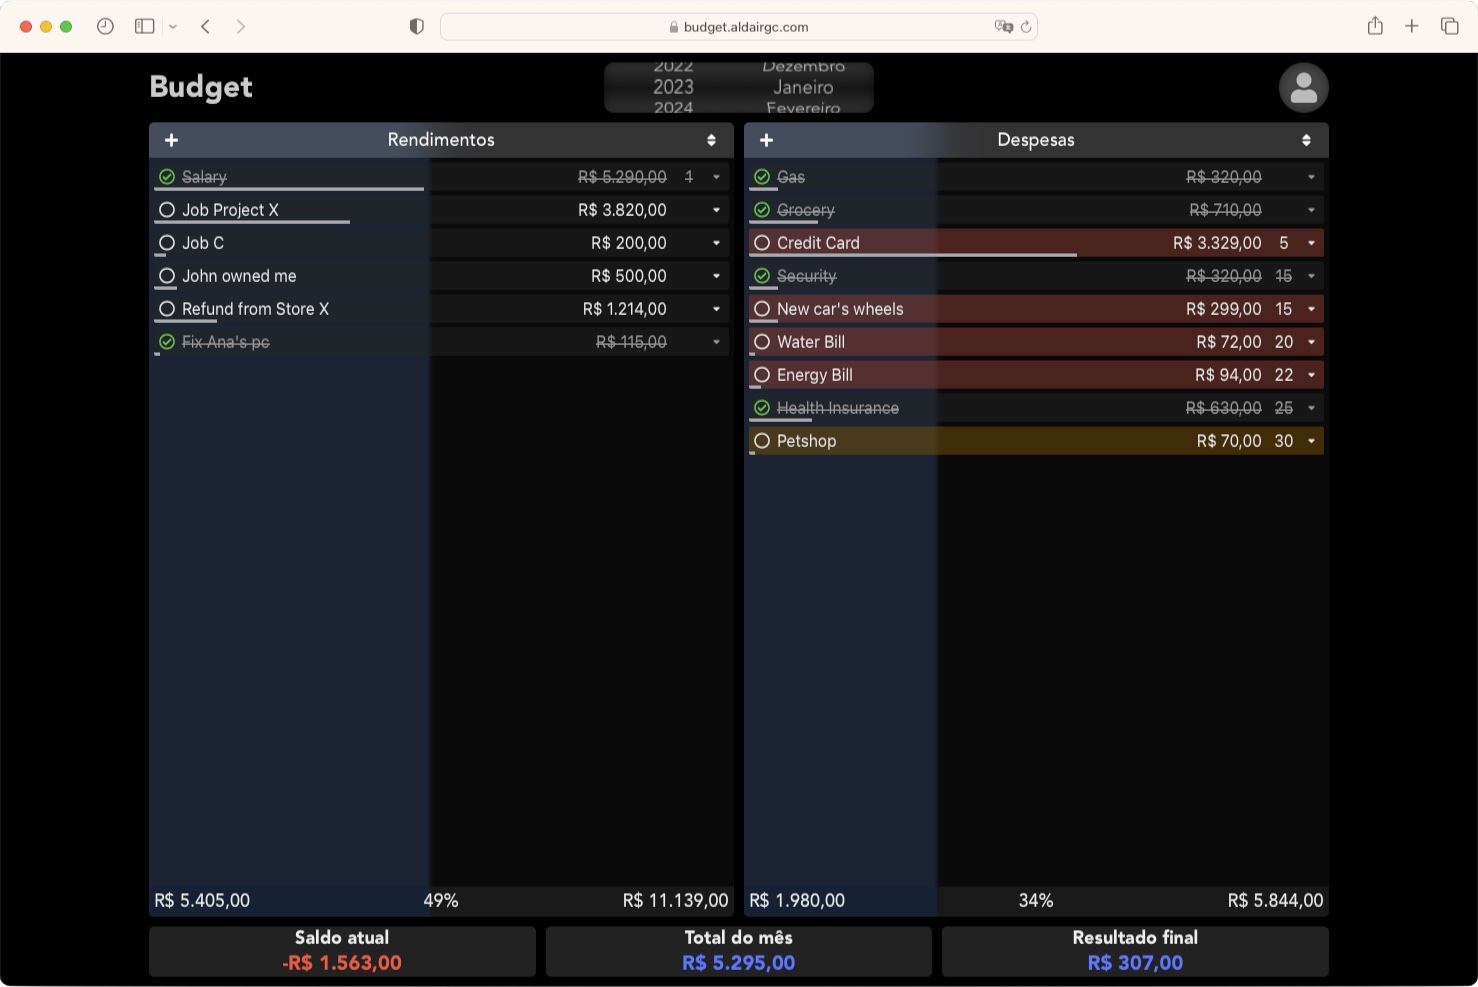 budget.aldairgc.com
Budget
2022 Dezembro
2023 Janeiro
2024 Fevereiro
Rendimentos
Salary R$ 5.290,00 1
Job Project X R$ 3.820,00
Job C R$ 200,00
John owned me R$ 500,00
Refund from Store X R$ 1.214,00
Fix Ana's pc R$ 115,00
R$ 5.405,00 49% R$ 11.139,00
Despesas
Gas R$ 320,00
Grocery R$ 710,00
Credit Card R$ 3.329,00 5
Security R$ 320,00 15
New car's wheels R$ 299,00 15
Water Bill R$ 72,00 20
Energy Bill R$ 94,00 22
Health Insurance R$ 630,00 25
Petshop R$ 70,00 30
R$ 1.980,00 34% R$ 5.844,00
Saldo atual
-R$ 1.563,00
Total do mês
R$ 5.295,00
Resultado final
R$ 307,00